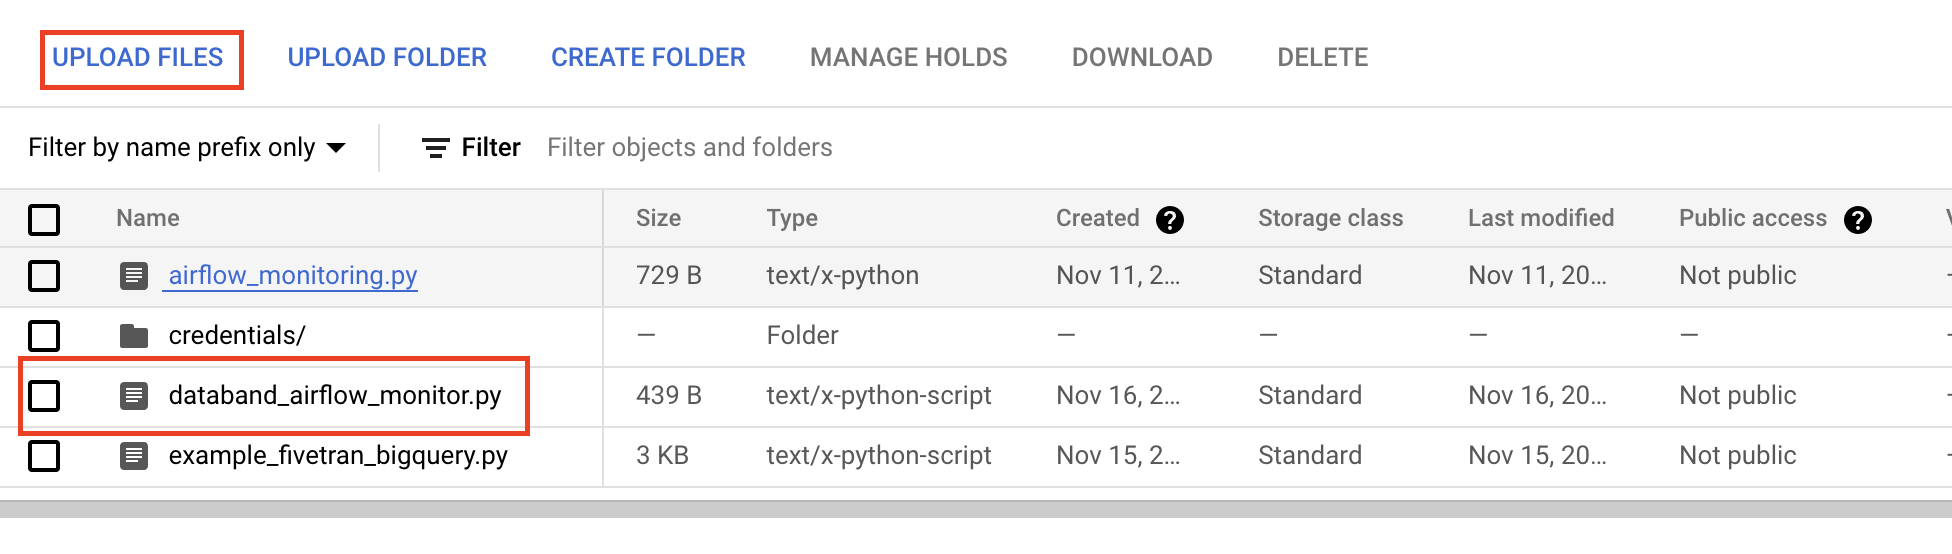 UPLOAD FILES UPLOAD FOLDER CREATE FOLDER MANAGE HOLDS DOWNLOAD DELETE
Filter by name prefix only Filter Filter objects and folders
Name Size Type Created ? Storage class Last modified Public access ?
airflow_monitoring.py 729 B text/x-python Nov 11, 2... Standard Nov 11, 20... Not public
credentials/ — Folder — — — —
databand_airflow_monitor.py 439 B text/x-python-script Nov 16, 2... Standard Nov 16, 20... Not public
example_fivetran_bigquery.py 3 KB text/x-python-script Nov 15, 2... Standard Nov 15, 20... Not public